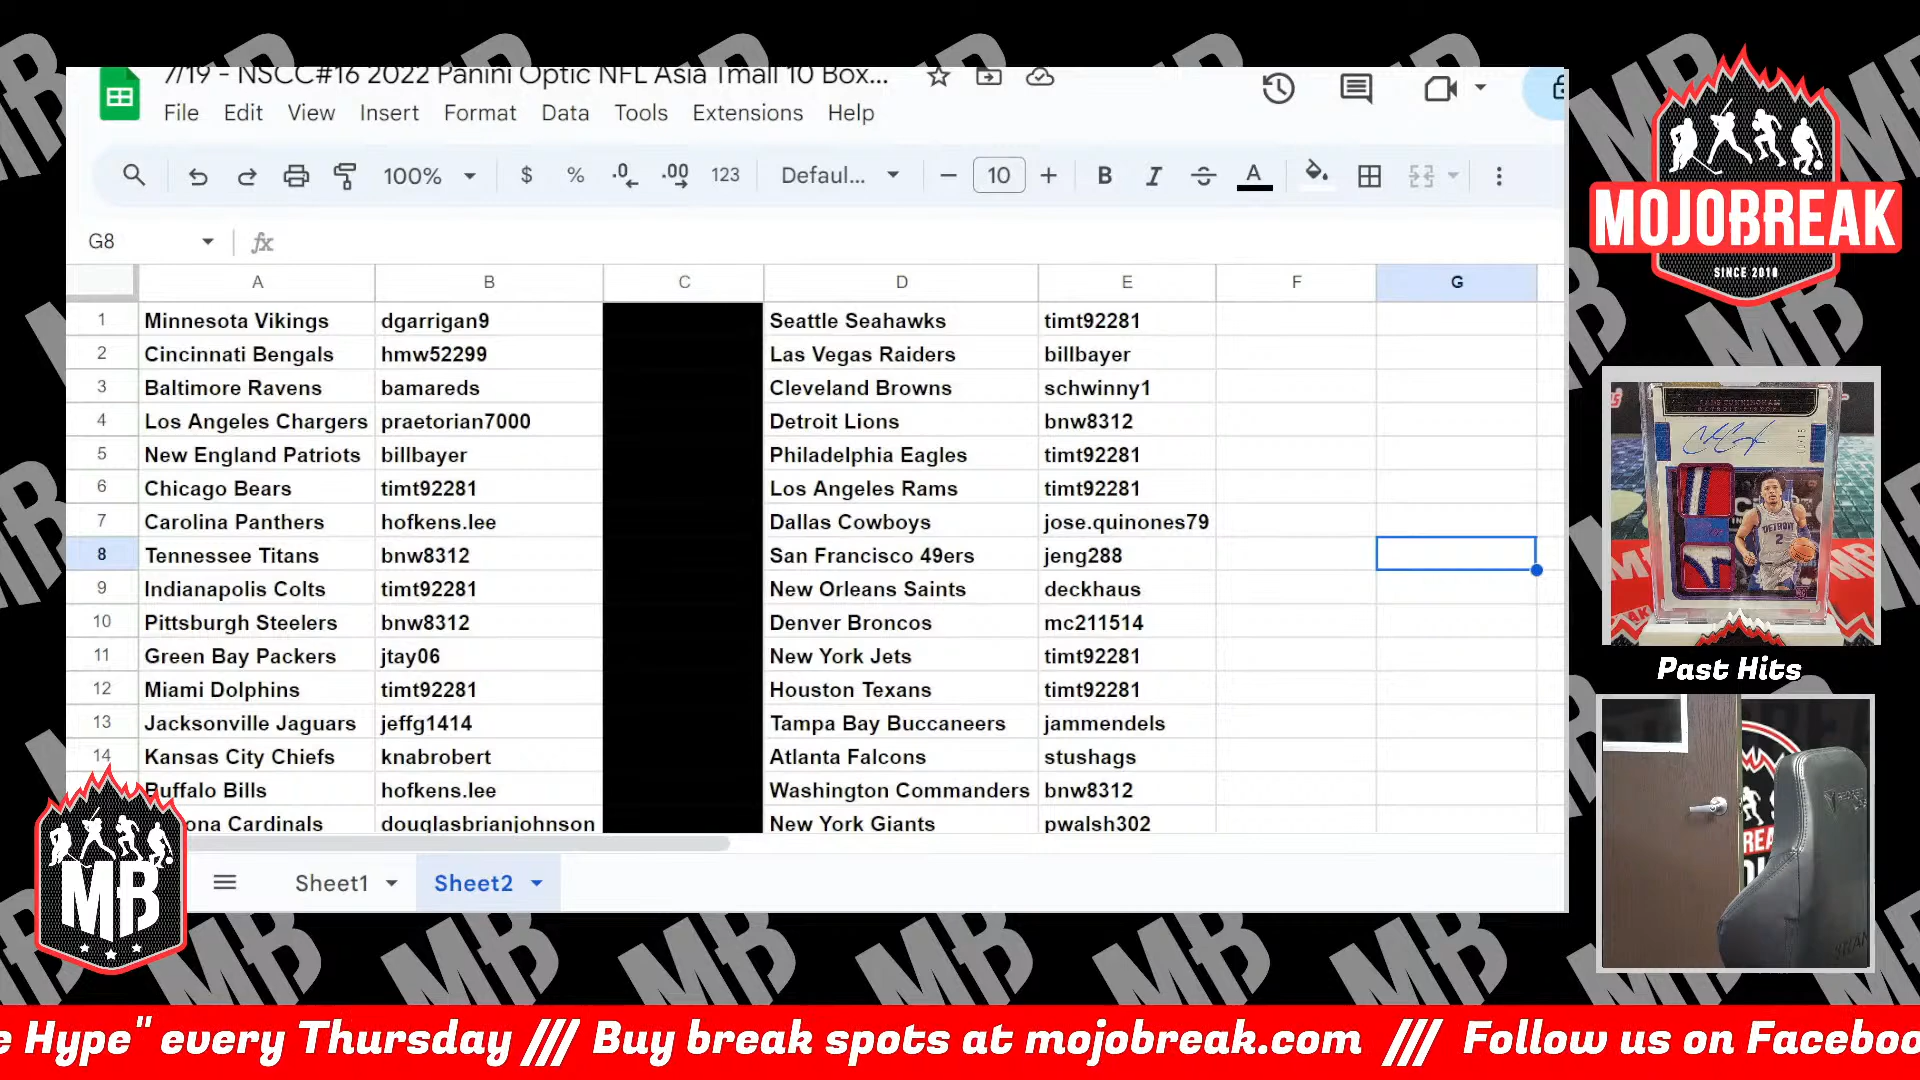 7/19 - NSCC#16 2022 Panini Optic NFL Asia Tmall 10 Box...
File Edit View Insert Format Data Tools Extensions Help
100% $ % .0 .00 123 Defaul... 10 B I A
G8 fx
A B C D E F G
1 Minnesota Vikings dgarrigan9 Seattle Seahawks timt92281
2 Cincinnati Bengals hmw52299 Las Vegas Raiders billbayer
3 Baltimore Ravens bamareds Cleveland Browns schwinny1
4 Los Angeles Chargers praetorian7000 Detroit Lions bnw8312
5 New England Patriots billbayer Philadelphia Eagles timt92281
6 Chicago Bears timt92281 Los Angeles Rams timt92281
7 Carolina Panthers hofkens.lee Dallas Cowboys jose.quinones79
8 Tennessee Titans bnw8312 San Francisco 49ers jeng288
9 Indianapolis Colts timt92281 New Orleans Saints deckhaus
10 Pittsburgh Steelers bnw8312 Denver Broncos mc211514
11 Green Bay Packers jtay06 New York Jets timt92281
12 Miami Dolphins timt92281 Houston Texans timt92281
13 Jacksonville Jaguars jeffg1414 Tampa Bay Buccaneers jammendels
14 Kansas City Chiefs knabrobert Atlanta Falcons stushags
Buffalo Bills hofkens.lee Washington Commanders bnw8312
ona Cardinals douglasbrianjohnson New York Giants pwalsh302
Sheet1 Sheet2
MB
MOJOBREAK
SINCE 2010
DETROIT
2
Past Hits
e Hype" every Thursday /// Buy break spots at mojobreak.com /// Follow us on Faceboo